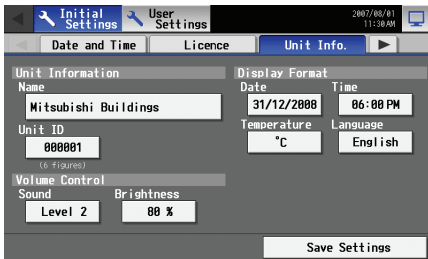 Initial Settings
User Settings
2007/08/01
11:30 AM
Date and Time
Licence
Unit Info.
Unit Information
Name
Mitsubishi Buildings
Unit ID
000001
(6 figures)
Volume Control
Sound
Brightness
Level 2
80 %
Display Format
Date
Time
31/12/2008
06:00 PM
Temperature
Language
°C
English
Save Settings